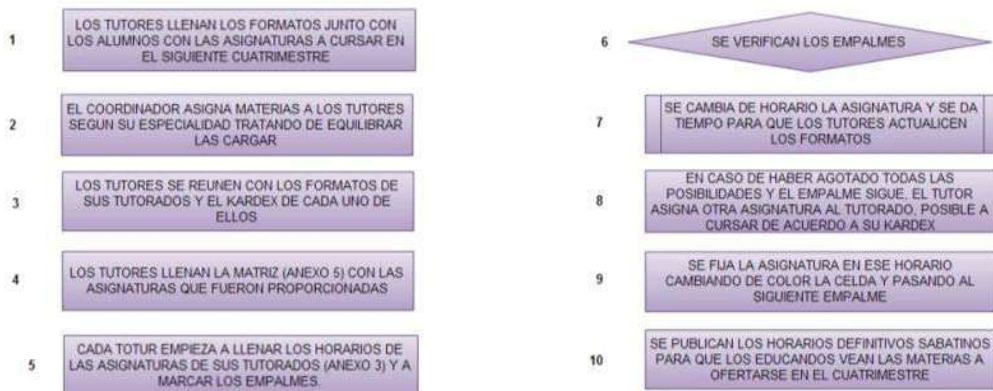 1
LOS TUTORES LLENAN LOS FORMATOS JUNTO CON
LOS ALUMNOS CON LAS ASIGNATURAS A CURSAR EN
EL SIGUIENTE CUATRIMESTRE
2
EL COORDINADOR ASIGNA MATERIAS A LOS TUTORES
SEGUN SU ESPECIALIDAD TRATANDO DE EQUILIBRAR
LAS CARGAR
3
LOS TUTORES SE REUNEN CON LOS FORMATOS DE
SUS TUTORADOS Y EL KARDEX DE CADA UNO DE
ELLOS
4
LOS TUTORES LLENAN LA MATRIZ (ANEXO 5) CON LAS
ASIGNATURAS QUE FUERON PROPORCIONADAS
5
CADA TOTUR EMPIEZA A LLENAR LOS HORARIOS DE
LAS ASIGNATURAS DE SUS TUTORADOS (ANEXO 3) Y A
MARCAR LOS EMPALMES.
6
SE VERIFICAN LOS EMPALMES
7
SE CAMBIA DE HORARIO LA ASIGNATURA Y SE DA
TIEMPO PARA QUE LOS TUTORES ACTUALICEN
LOS FORMATOS
8
EN CASO DE HABER AGOTADO TODAS LAS
POSIBILIDADES Y EL EMPALME SIGUE, EL TUTOR
ASIGNA OTRA ASIGNATURA AL TUTORADO, POSIBLE A
CURSAR DE ACUERDO A SU KARDEX
9
SE FIJA LA ASIGNATURA EN ESE HORARIO
CAMBIANDO DE COLOR LA CELDA Y PASANDO AL
SIGUIENTE EMPALME
10
SE PUBLICAN LOS HORARIOS DEFINITIVOS SABATINOS
PARA QUE LOS EDUCANDOS VEAN LAS MATERIAS A
OFERTARSE EN EL CUATRIMESTRE